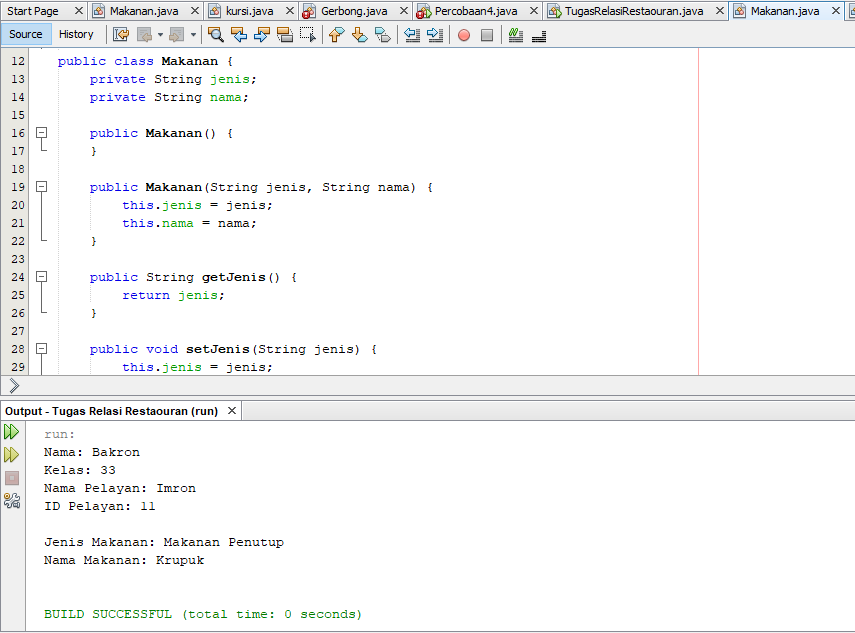 Start Page Makanan.java kursi.java Gerbong.java Percobaan4.java TugasRelasiRestaouran.java Makanan.java
Source History
12 public class Makanan {
13 private String jenis;
14 private String nama;
15
16 public Makanan() {
17 }
18
19 public Makanan(String jenis, String nama) {
20 this.jenis = jenis;
21 this.nama = nama;
22 }
23
24 public String getJenis() {
25 return jenis;
26 }
27
28 public void setJenis(String jenis) {
29 this.jenis = jenis;
Output - Tugas Relasi Restaouran (run)
run:
Nama: Bakron
Kelas: 33
Nama Pelayan: Imron
ID Pelayan: 11
Jenis Makanan: Makanan Penutup
Nama Makanan: Krupuk
BUILD SUCCESSFUL (total time: 0 seconds)